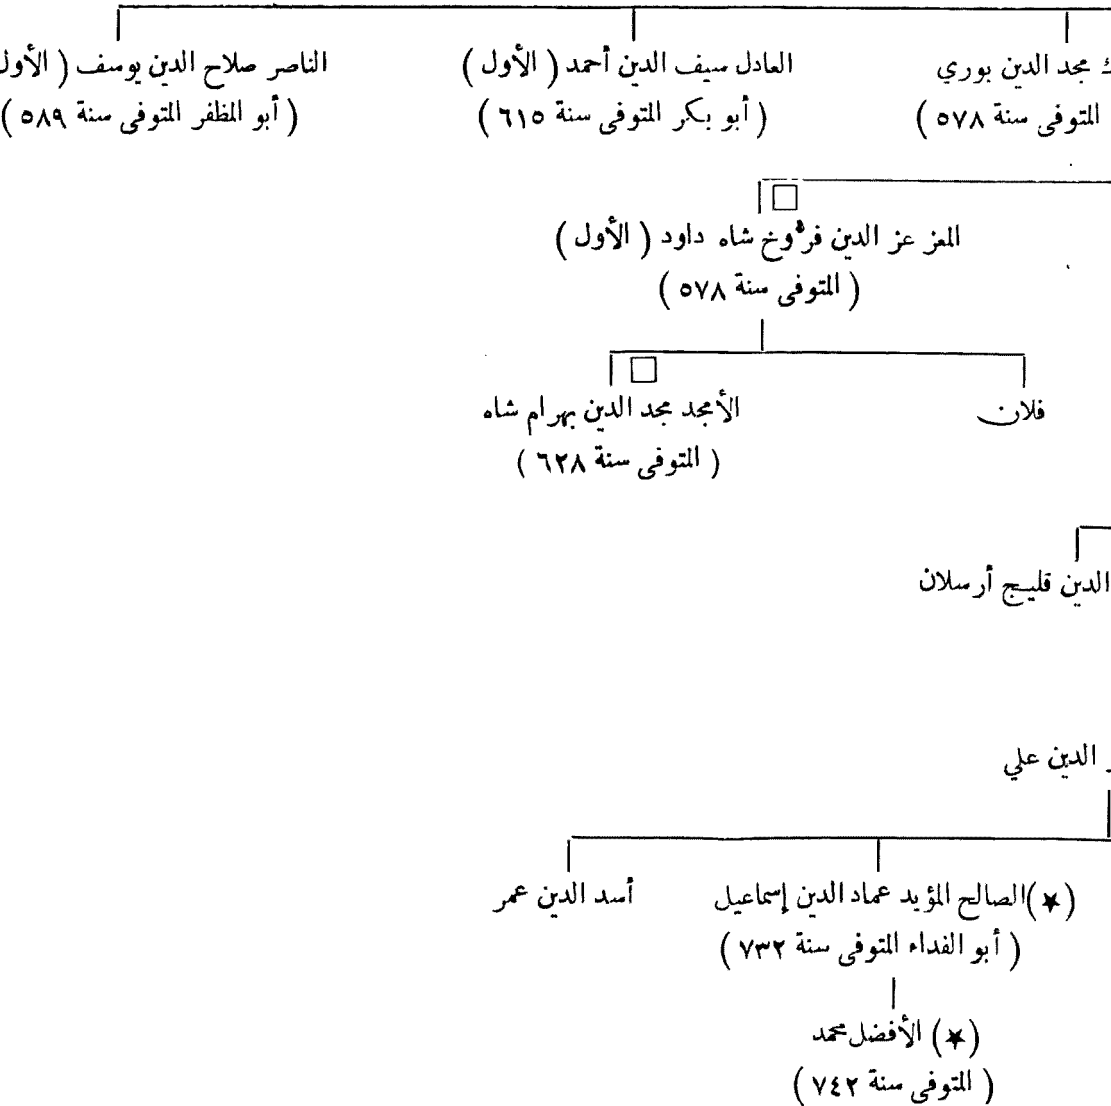 ك مجد الدين بوري
المتوفى سنة ٥٧٨ )
العادل سيف الدين أحمد ( الأول )
( أبو بكر المتوفى سنة ٦١٥ )
الناصر صلاح الدين يوسف ( الأول
( أبو المظفر المتوفى سنة ٥٨٩ )
المعز عز الدين فرّوخ شاه داود ( الأول )
( المتوفى سنة ٥٧٨ )
فلان
الأمجد مجد الدين بهرام شاه
( المتوفى سنة ٦٢٨ )
الدين قليج أرسلان
الدين علي
(★) الصالح المؤيد عماد الدين إسماعيل
( أبو الفداء المتوفى سنة ٧٣٢ )
أسد الدين عمر
(★) الأفضل محمد
( المتوفى سنة ٧٤٢ )